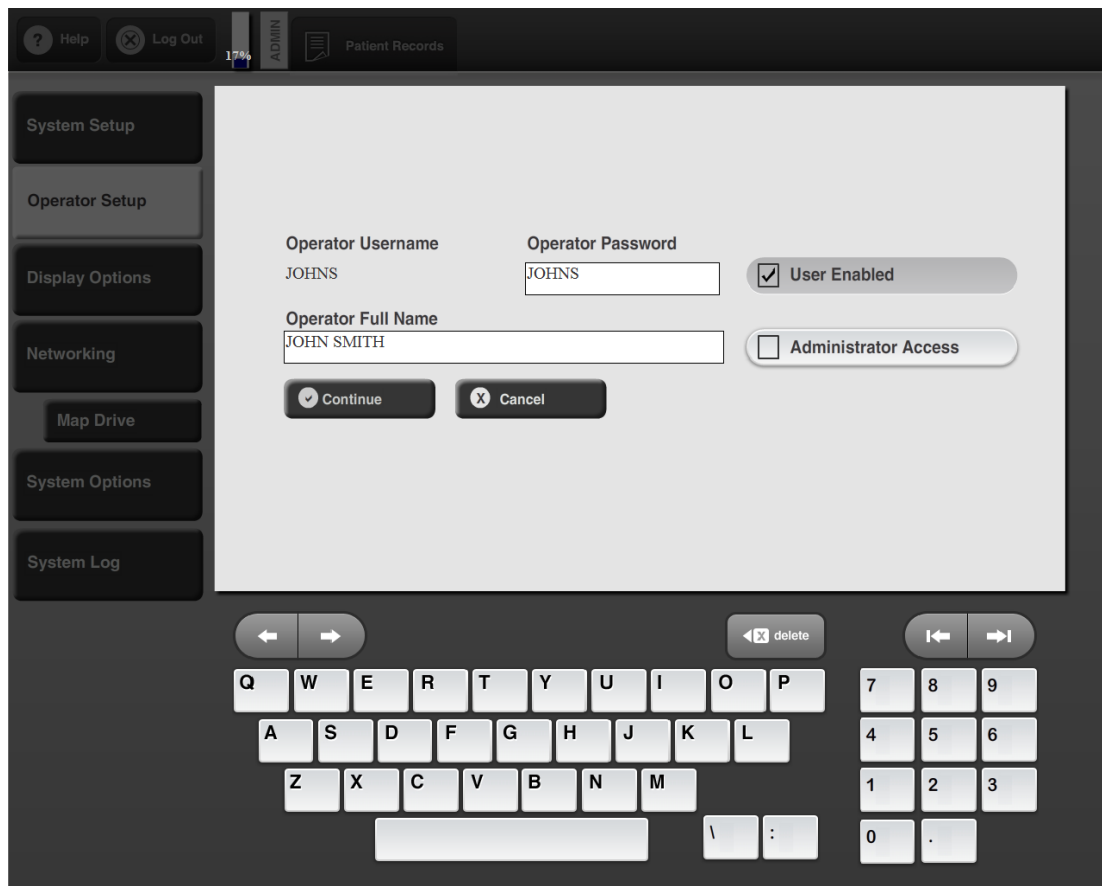 ? Help
Log Out
17%
ADMIN
Patient Records
System Setup
Operator Setup
Display Options
Networking
Map Drive
System Options
System Log
Operator Username
Operator Password
JOHNS
JOHNS
User Enabled
Operator Full Name
JOHN SMITH
Administrator Access
Continue
X Cancel
X delete
Q W E R T Y U I O P
7 8 9
A S D F G H J K L
4 5 6
Z X C V B N M
1 2 3
\ :
0 .